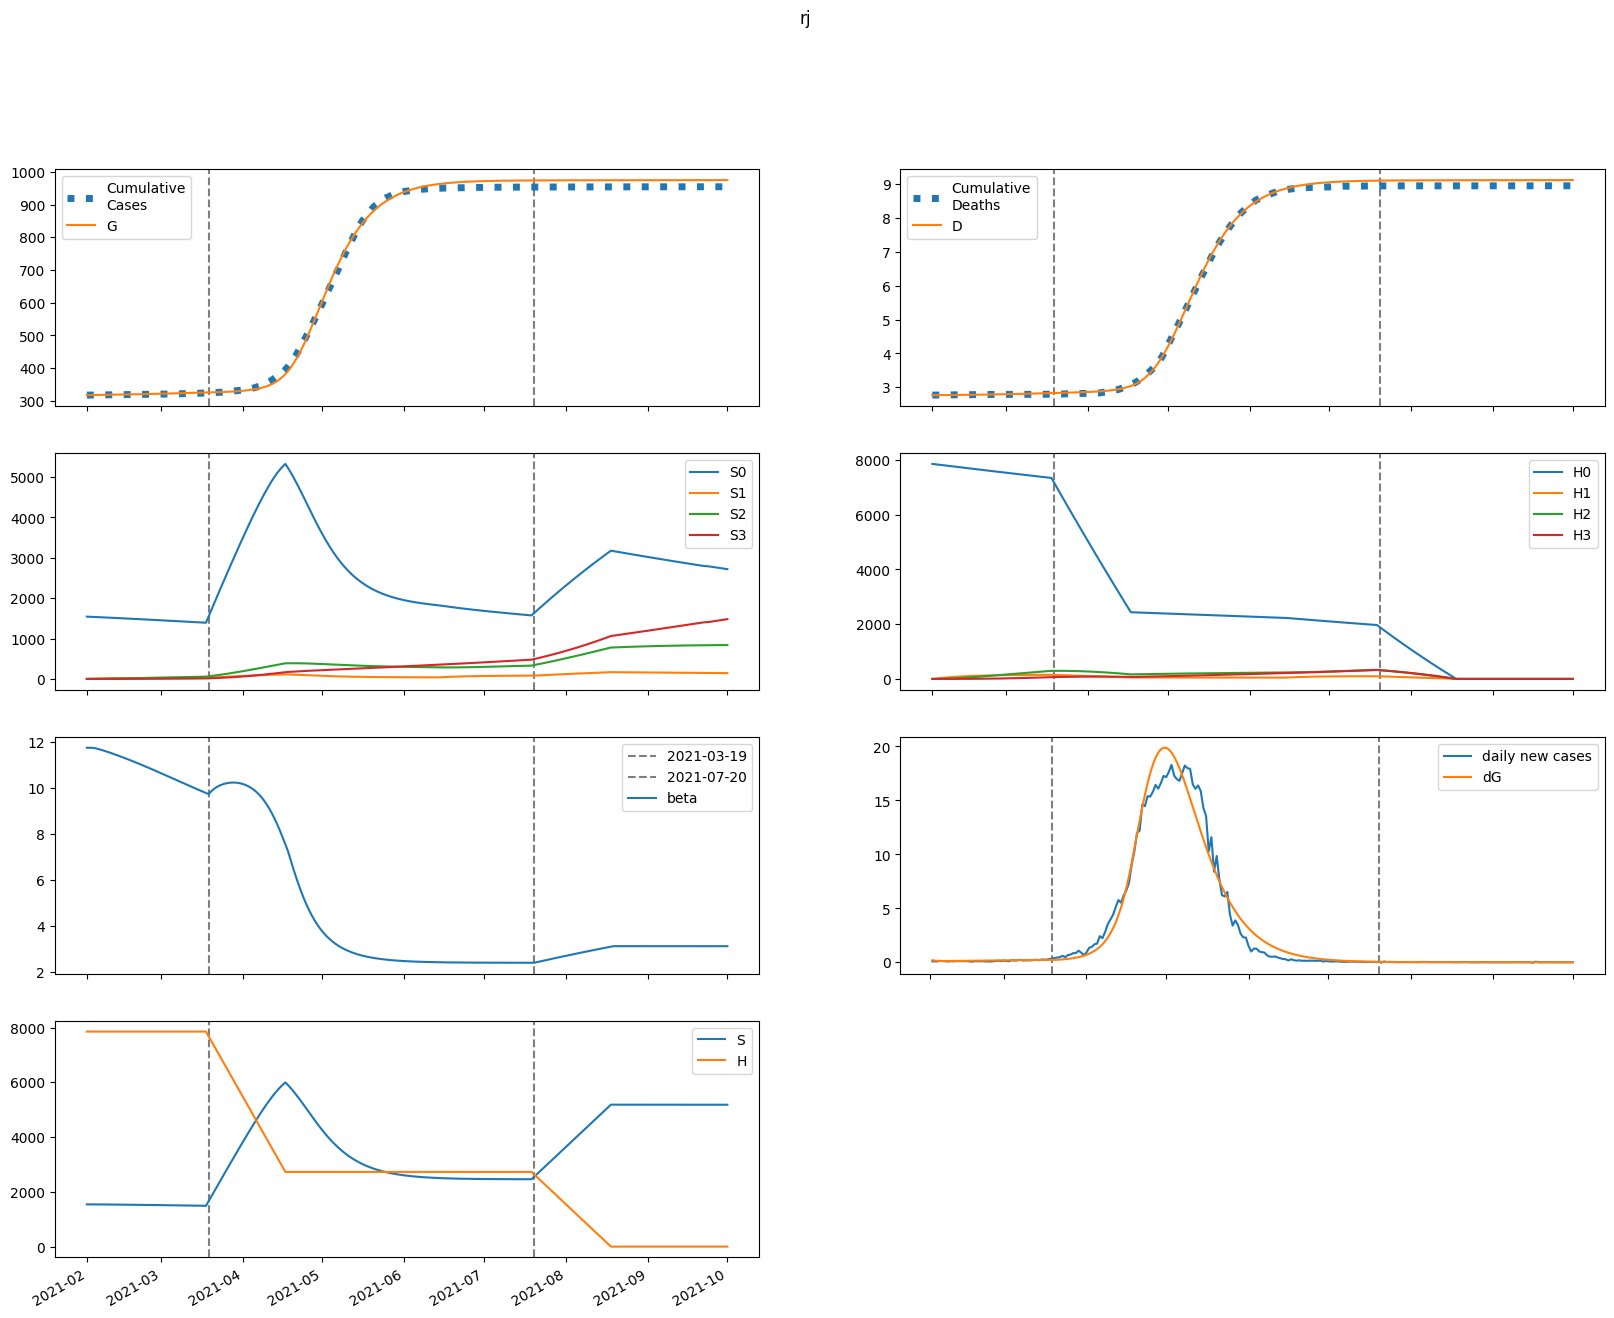 rj
1000
900
800
700
600
500
400
300
Cumulative
Cases
G
9
8
7
6
5
4
3
Cumulative
Deaths
D
5000
4000
3000
2000
1000
0
S0
S1
S2
S3
8000
6000
4000
2000
0
H0
H1
H2
H3
12
10
8
6
4
2
2021-03-19
2021-07-20
beta
20
15
10
5
0
daily new cases
dG
8000
6000
4000
2000
0
S
H
2021-02
2021-03
2021-04
2021-05
2021-06
2021-07
2021-08
2021-09
2021-10